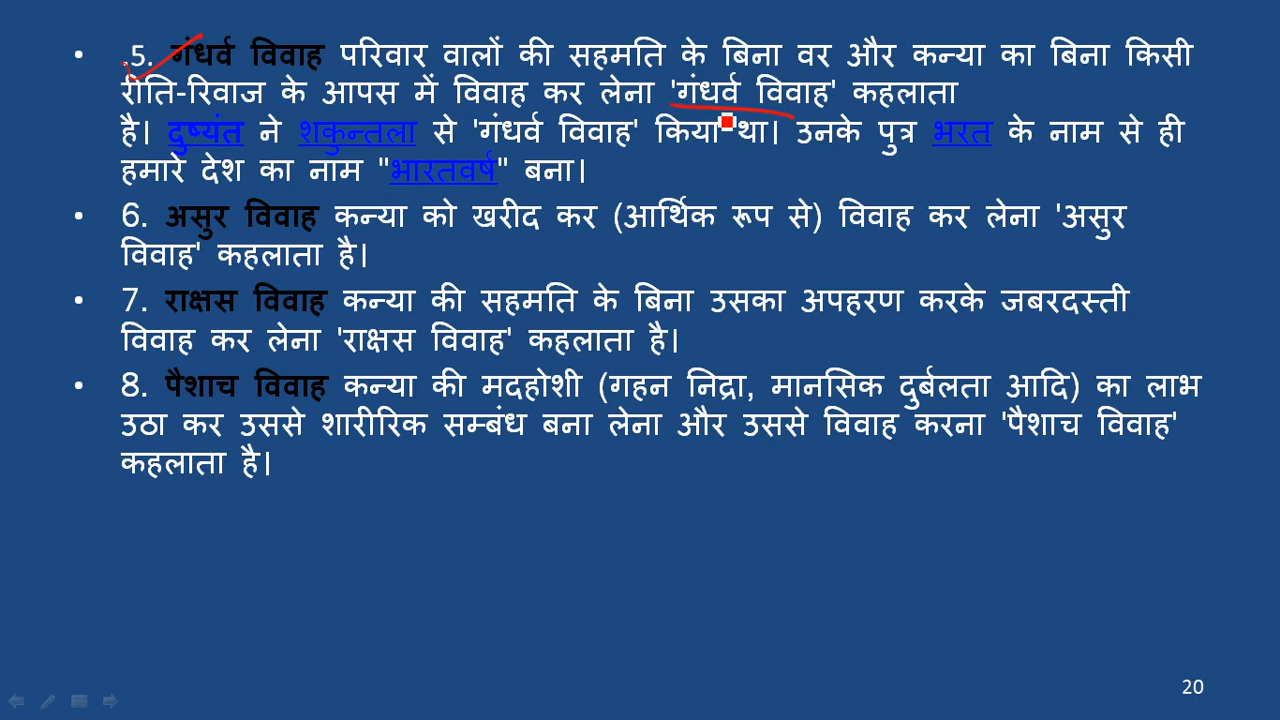 • .5. गंधर्व विवाह परिवार वालों की सहमति के बिना वर और कन्या का बिना किसी
रीति-रिवाज के आपस में विवाह कर लेना 'गंधर्व विवाह' कहलाता
है। दुष्यंत ने शकुन्तला से 'गंधर्व विवाह' किया था। उनके पुत्र भरत के नाम से ही
हमारे देश का नाम "भारतवर्ष" बना।
• 6. असुर विवाह कन्या को खरीद कर (आर्थिक रूप से) विवाह कर लेना 'असुर
विवाह' कहलाता है।
• 7. राक्षस विवाह कन्या की सहमति के बिना उसका अपहरण करके जबरदस्ती
विवाह कर लेना 'राक्षस विवाह' कहलाता है।
• 8. पैशाच विवाह कन्या की मदहोशी (गहन निद्रा, मानसिक दुर्बलता आदि) का लाभ
उठा कर उससे शारीरिक सम्बंध बना लेना और उससे विवाह करना 'पैशाच विवाह'
कहलाता है।
20